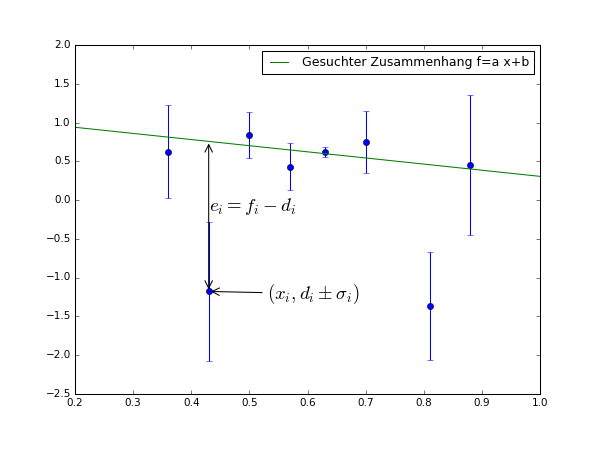 Gesuchter Zusammenhang f=a x+b
2.0
1.5
1.0
0.5
0.0
−0.5
−1.0
−1.5
−2.0
−2.5
e_i = f_i − d_i
(x_i, d_i ± σ_i)
0.2 0.3 0.4 0.5 0.6 0.7 0.8 0.9 1.0